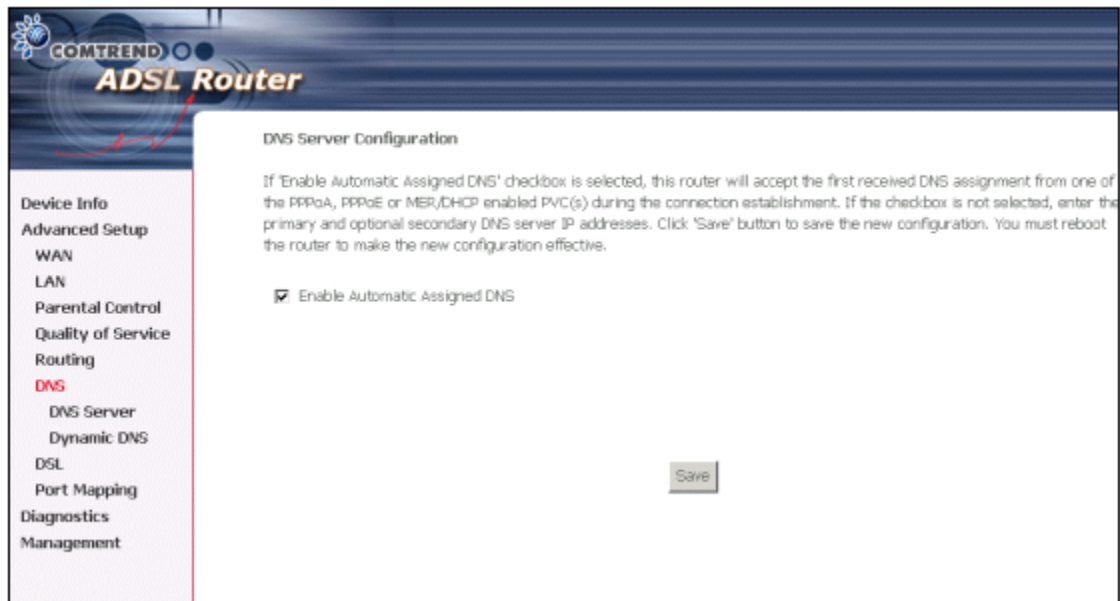 COMTREND
ADSL Router
DNS Server Configuration
If 'Enable Automatic Assigned DNS' checkbox is selected, this router will accept the first received DNS assignment from one of
the PPPoA, PPPoE or MER/DHCP enabled PVC(s) during the connection establishment. If the checkbox is not selected, enter the
primary and optional secondary DNS server IP addresses. Click 'Save' button to save the new configuration. You must reboot
the router to make the new configuration effective.
Enable Automatic Assigned DNS
Save
Device Info
Advanced Setup
WAN
LAN
Parental Control
Quality of Service
Routing
DNS
DNS Server
Dynamic DNS
DSL
Port Mapping
Diagnostics
Management